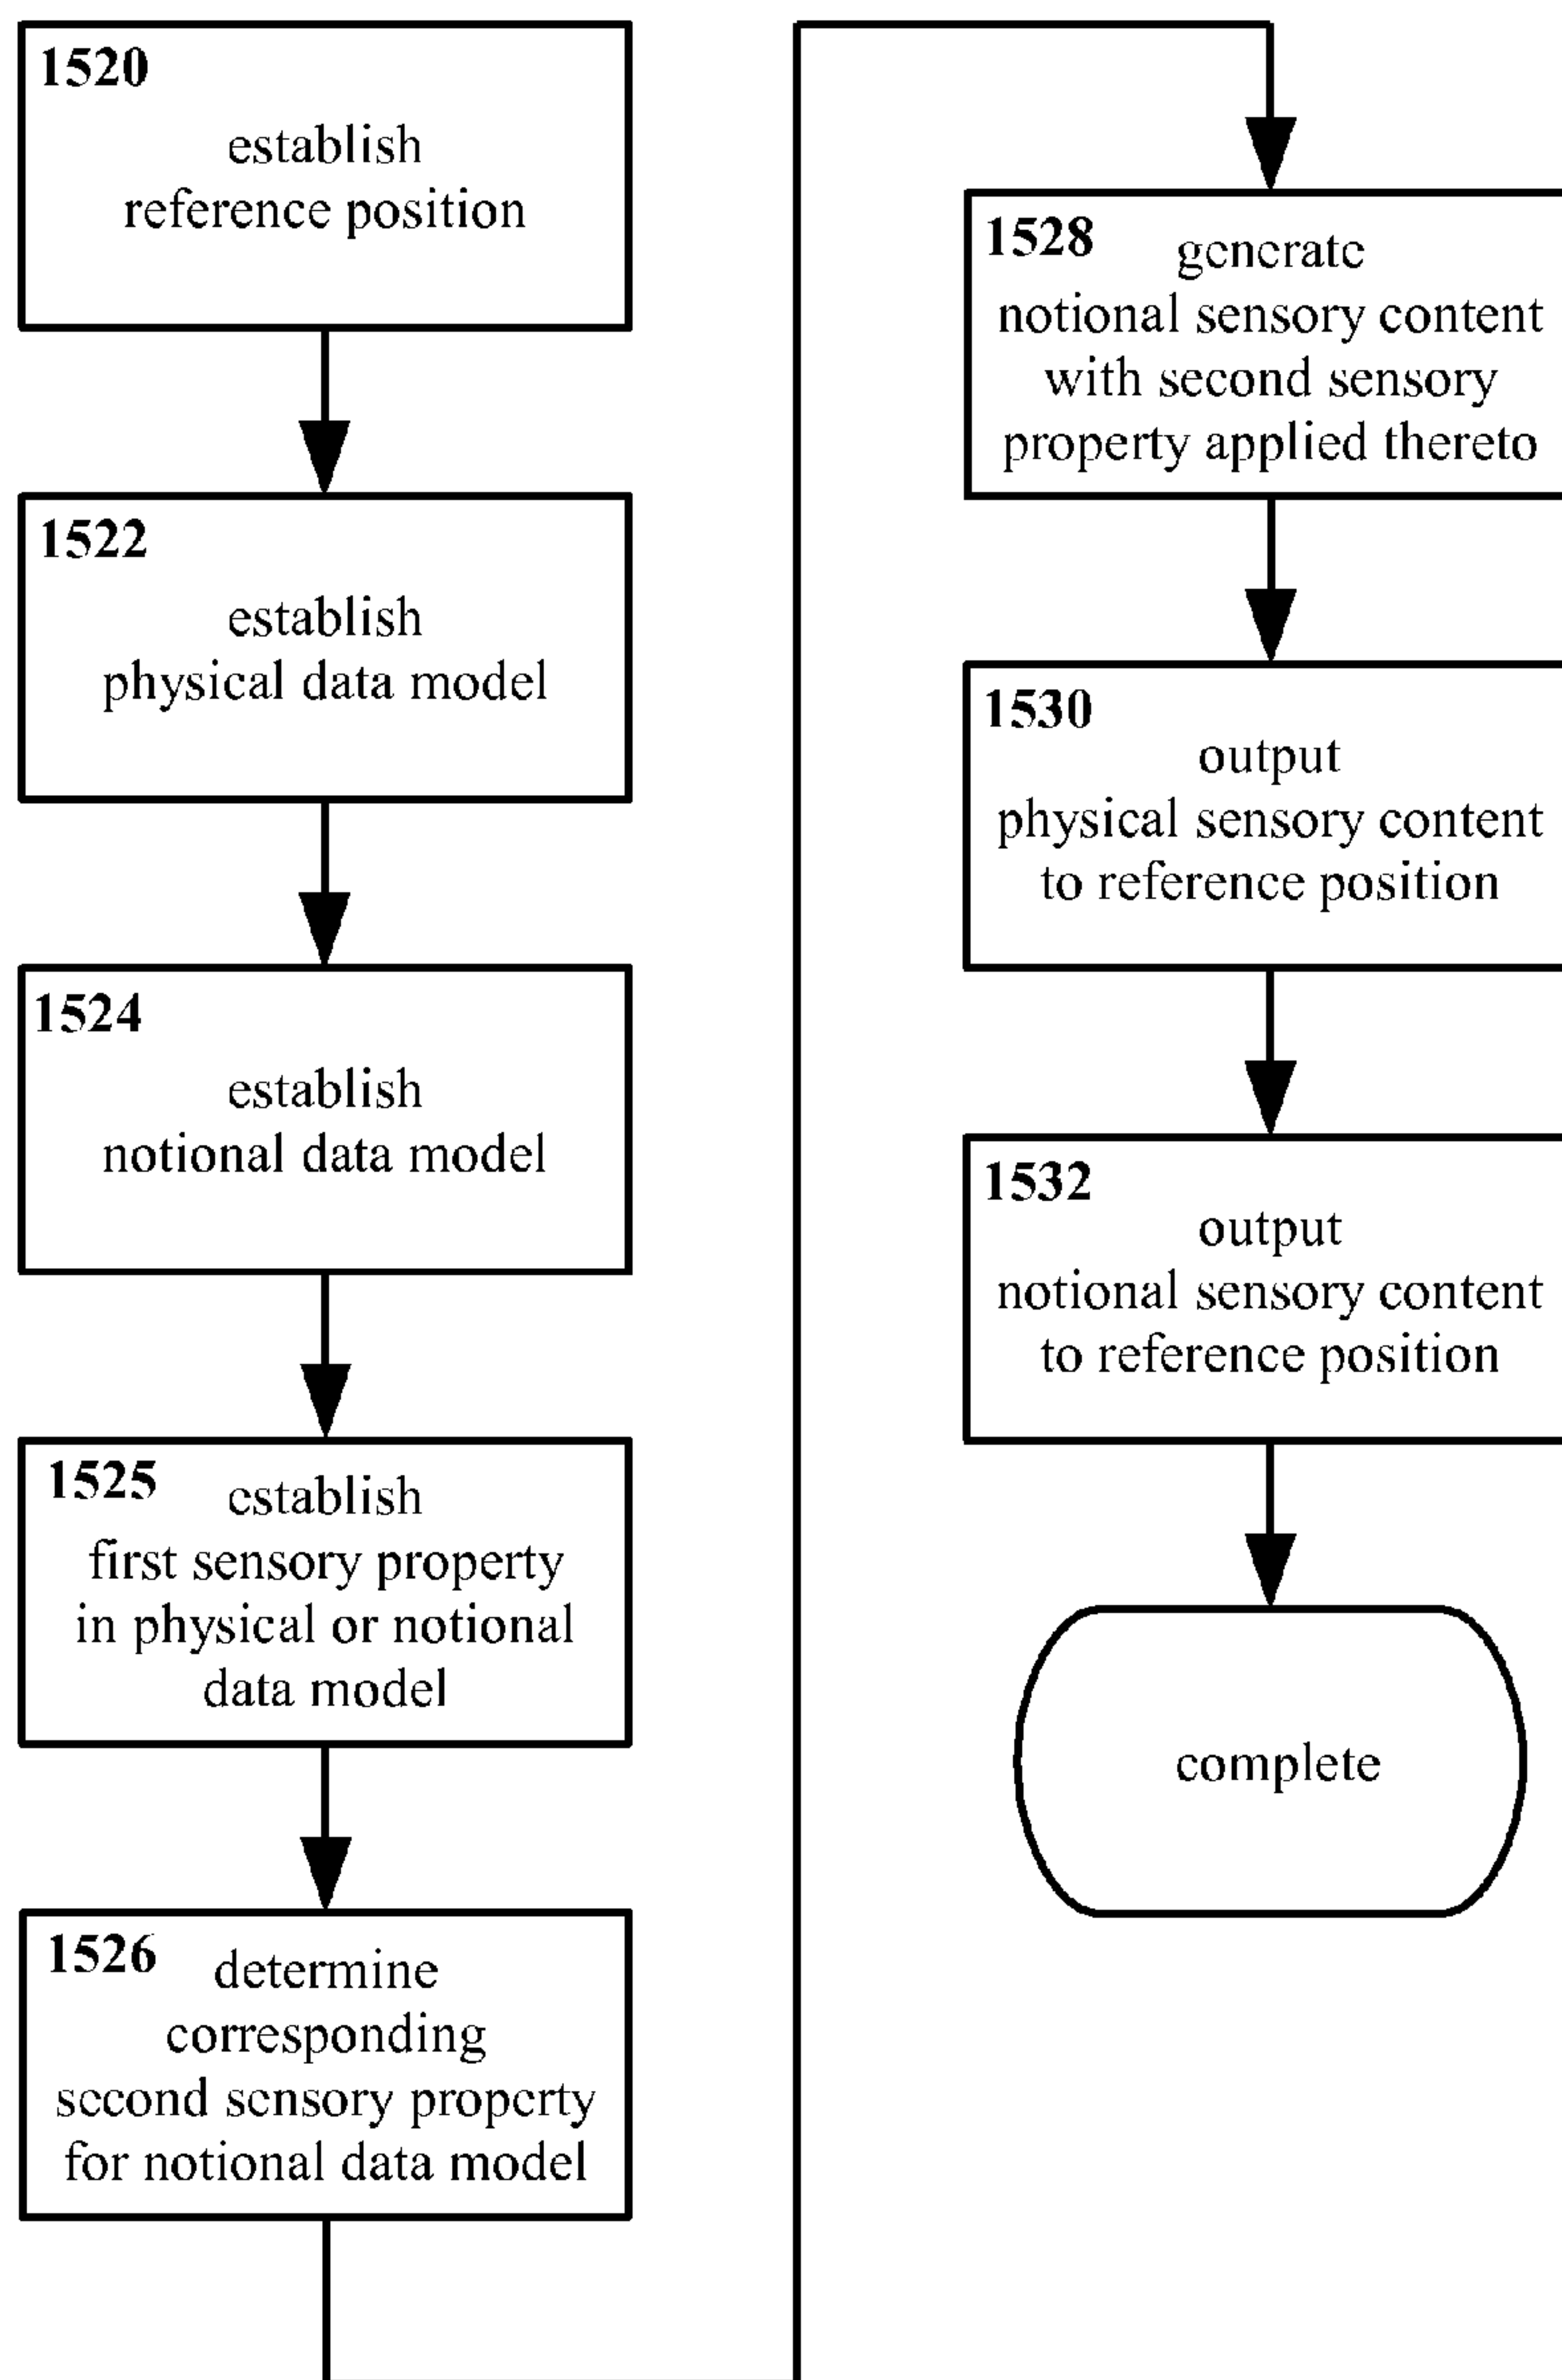 1520
establish
reference position
1522
establish
physical data model
1524
establish
notional data model
1525
establish
first sensory property
in physical or notional
data model
1526
determine
corresponding
second sensory property
for notional data model
1528
generate
notional sensory content
with second sensory
property applied thereto
1530
output
physical sensory content
to reference position
1532
output
notional sensory content
to reference position
complete